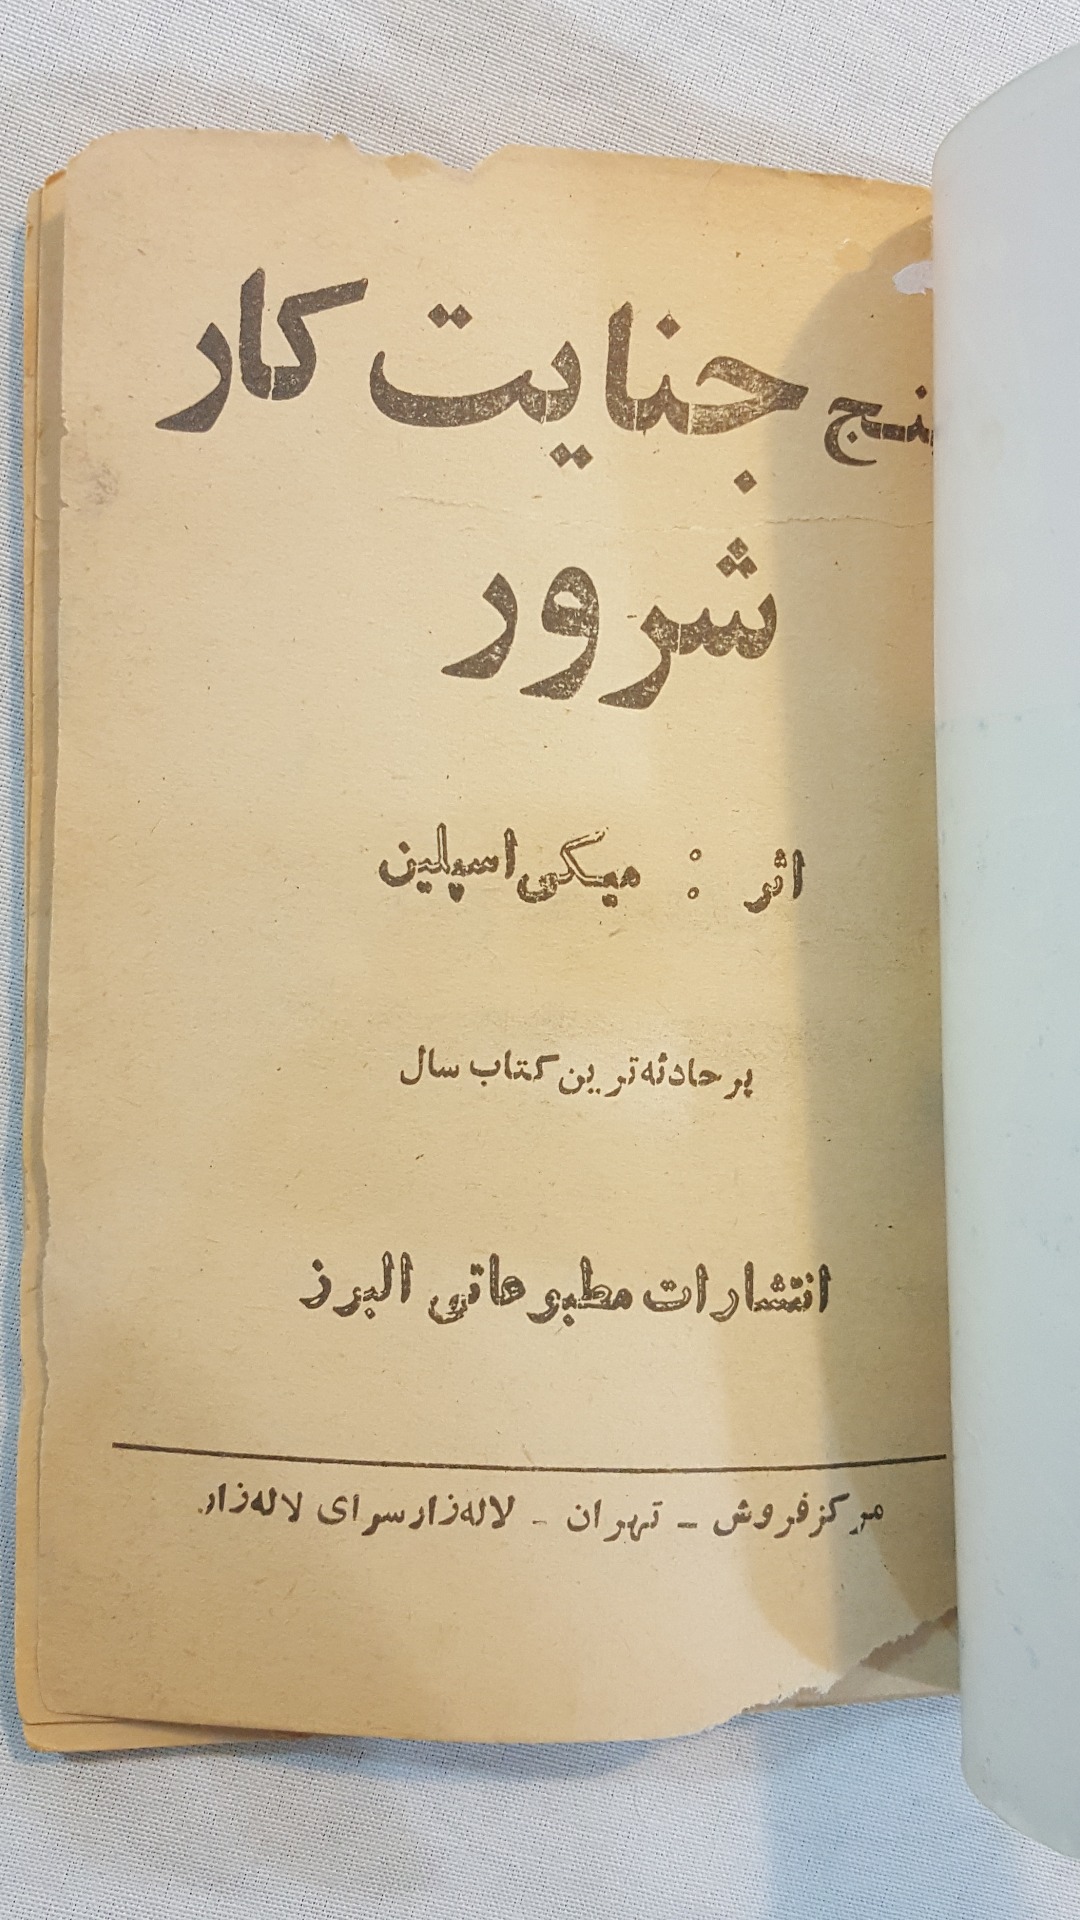 پنج جنایت کار
شرور
اثر : میکی اسپلین
پر حادثه ترین کتاب سال
انتشارات مطبوعاتی البرز
مرکز فروش - تهران - لاله زار سرای لاله زار